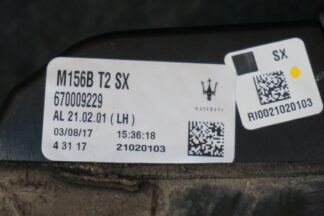 M156B T2 SX
670009229
AL 21.02.01 ( LH )
MASERATI
03/08/17 15:36:18
4 31 17 21020103
SX
RI0021020103